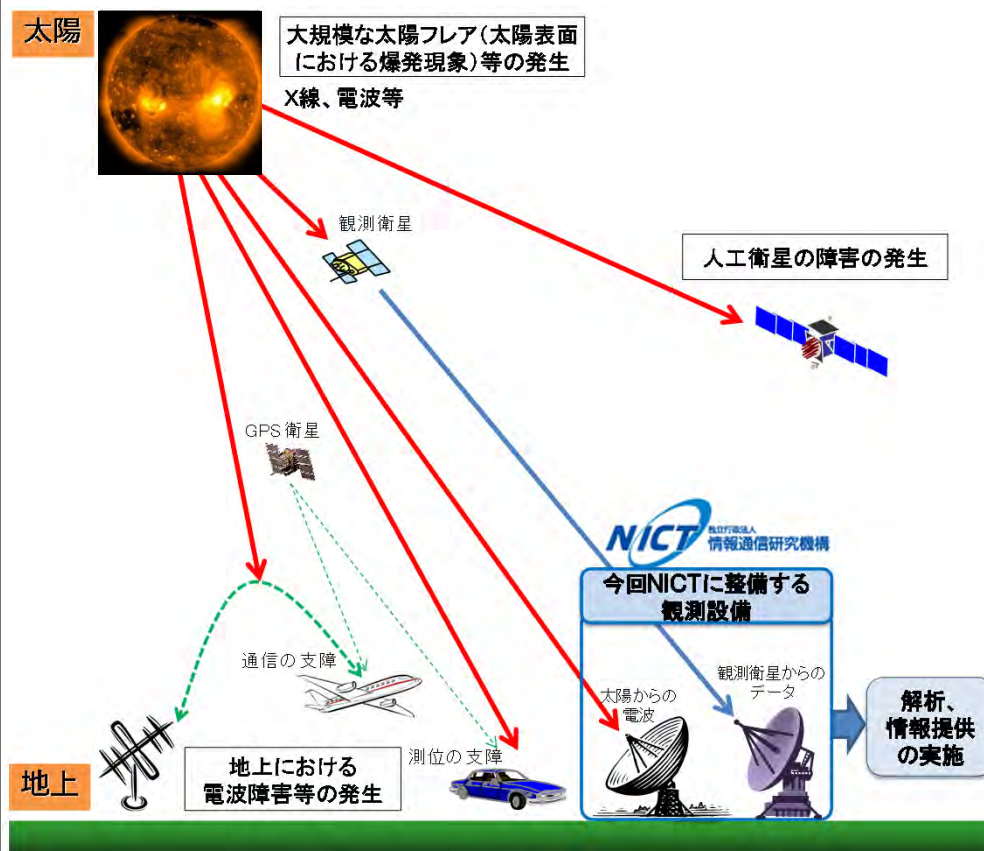 太陽
大規模な太陽フレア(太陽表面
における爆発現象)等の発生
X線、電波等
観測衛星
人工衛星の障害の発生
GPS衛星
NICT 独立行政法人
情報通信研究機構
今回NICTに整備する
観測設備
通信の支障
太陽からの
電波
観測衛星からの
データ
解析、
情報提供
の実施
測位の支障
地上における
電波障害等の発生
地上